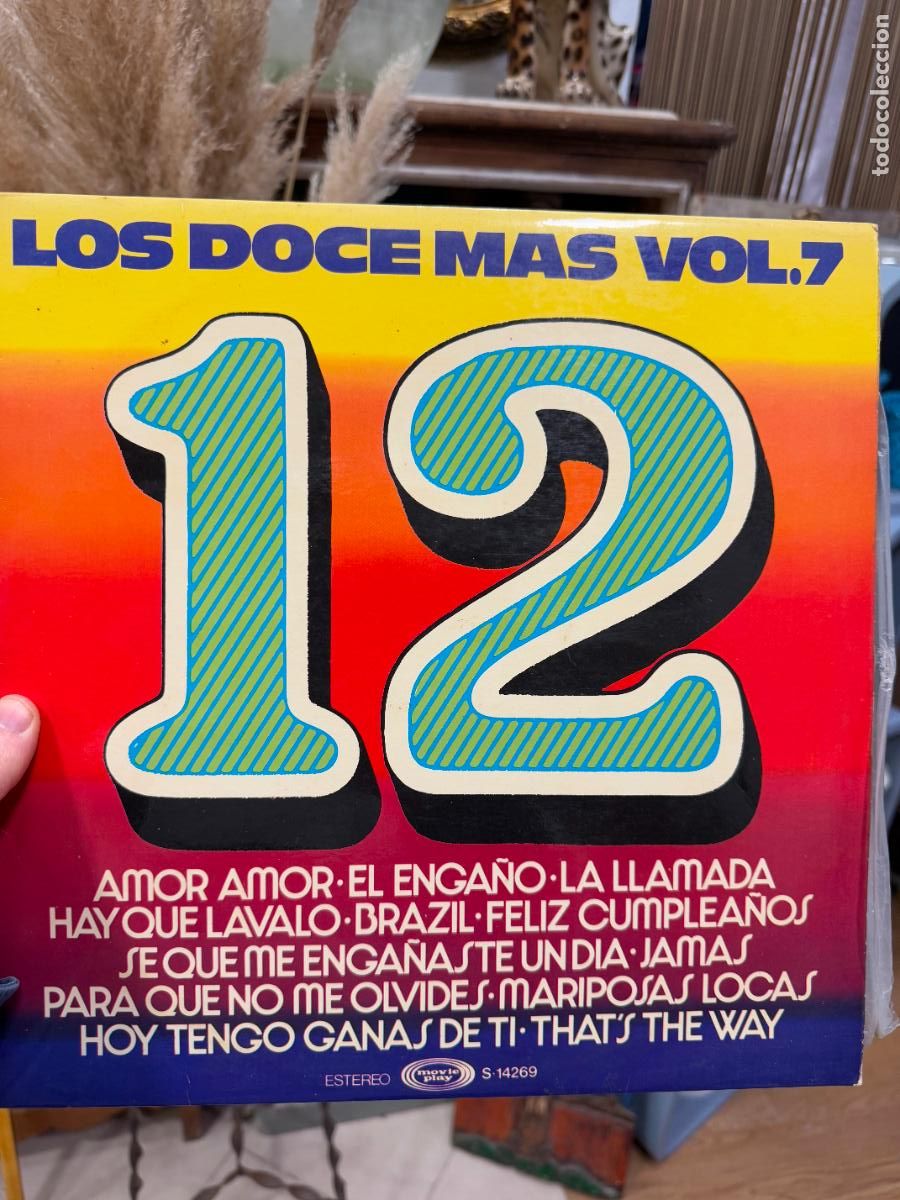 todocoleccion
LOS DOCE MAS VOL.7
12
AMOR AMOR·EL ENGAÑO·LA LLAMADA
HAY QUE LAVALO·BRAZIL·FELIZ CUMPLEAÑOS
SE QUE ME ENGAÑASTE UN DIA·JAMAS
PARA QUE NO ME OLVIDES·MARIPOSAS LOCAS
HOY TENGO GANAS DE TI·THAT'S THE WAY
ESTEREO movie play S-14269